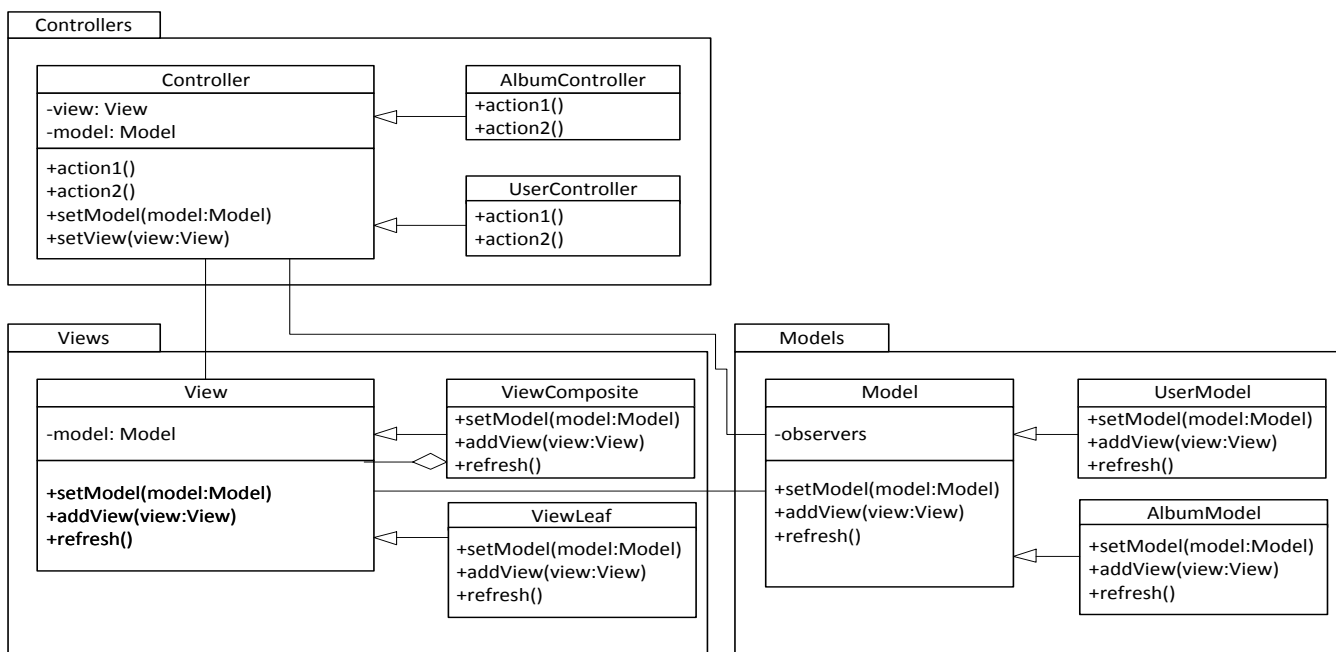 Controllers
Controller
-view: View
-model: Model
+action1()
+action2()
+setModel(model:Model)
+setView(view:View)
AlbumController
+action1()
+action2()
UserController
+action1()
+action2()
Views
View
-model: Model
+setModel(model:Model)
+addView(view:View)
+refresh()
ViewComposite
+setModel(model:Model)
+addView(view:View)
+refresh()
ViewLeaf
+setModel(model:Model)
+addView(view:View)
+refresh()
Models
Model
-observers
+setModel(model:Model)
+addView(view:View)
+refresh()
UserModel
+setModel(model:Model)
+addView(view:View)
+refresh()
AlbumModel
+setModel(model:Model)
+addView(view:View)
+refresh()